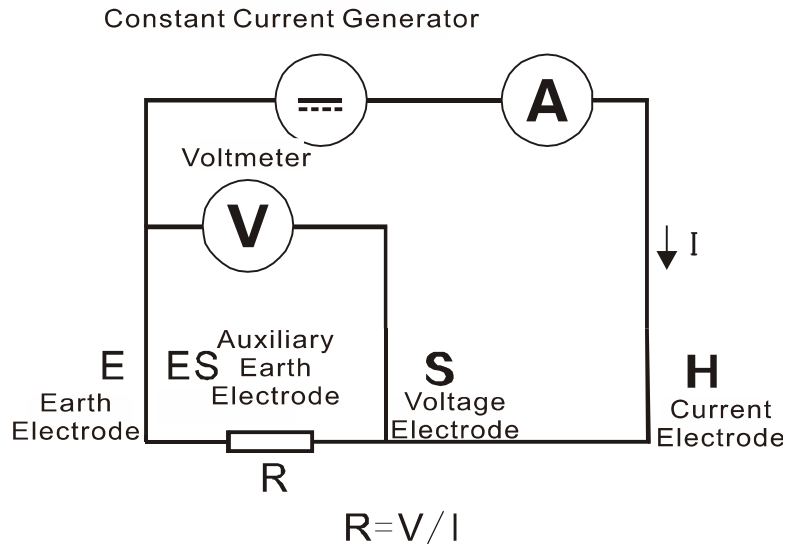 Constant Current Generator
A
Voltmeter
V
I
E
Earth
Electrode
ES
Auxiliary
Earth
Electrode
S
Voltage
Electrode
H
Current
Electrode
R
R=V/I